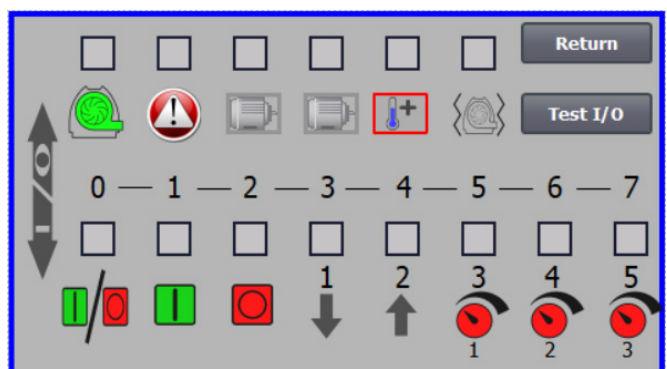 Return
Test I/O
I/O
0 — 1 — 2 — 3 — 4 — 5 — 6 — 7
1 2 3 4 5
1 2 3